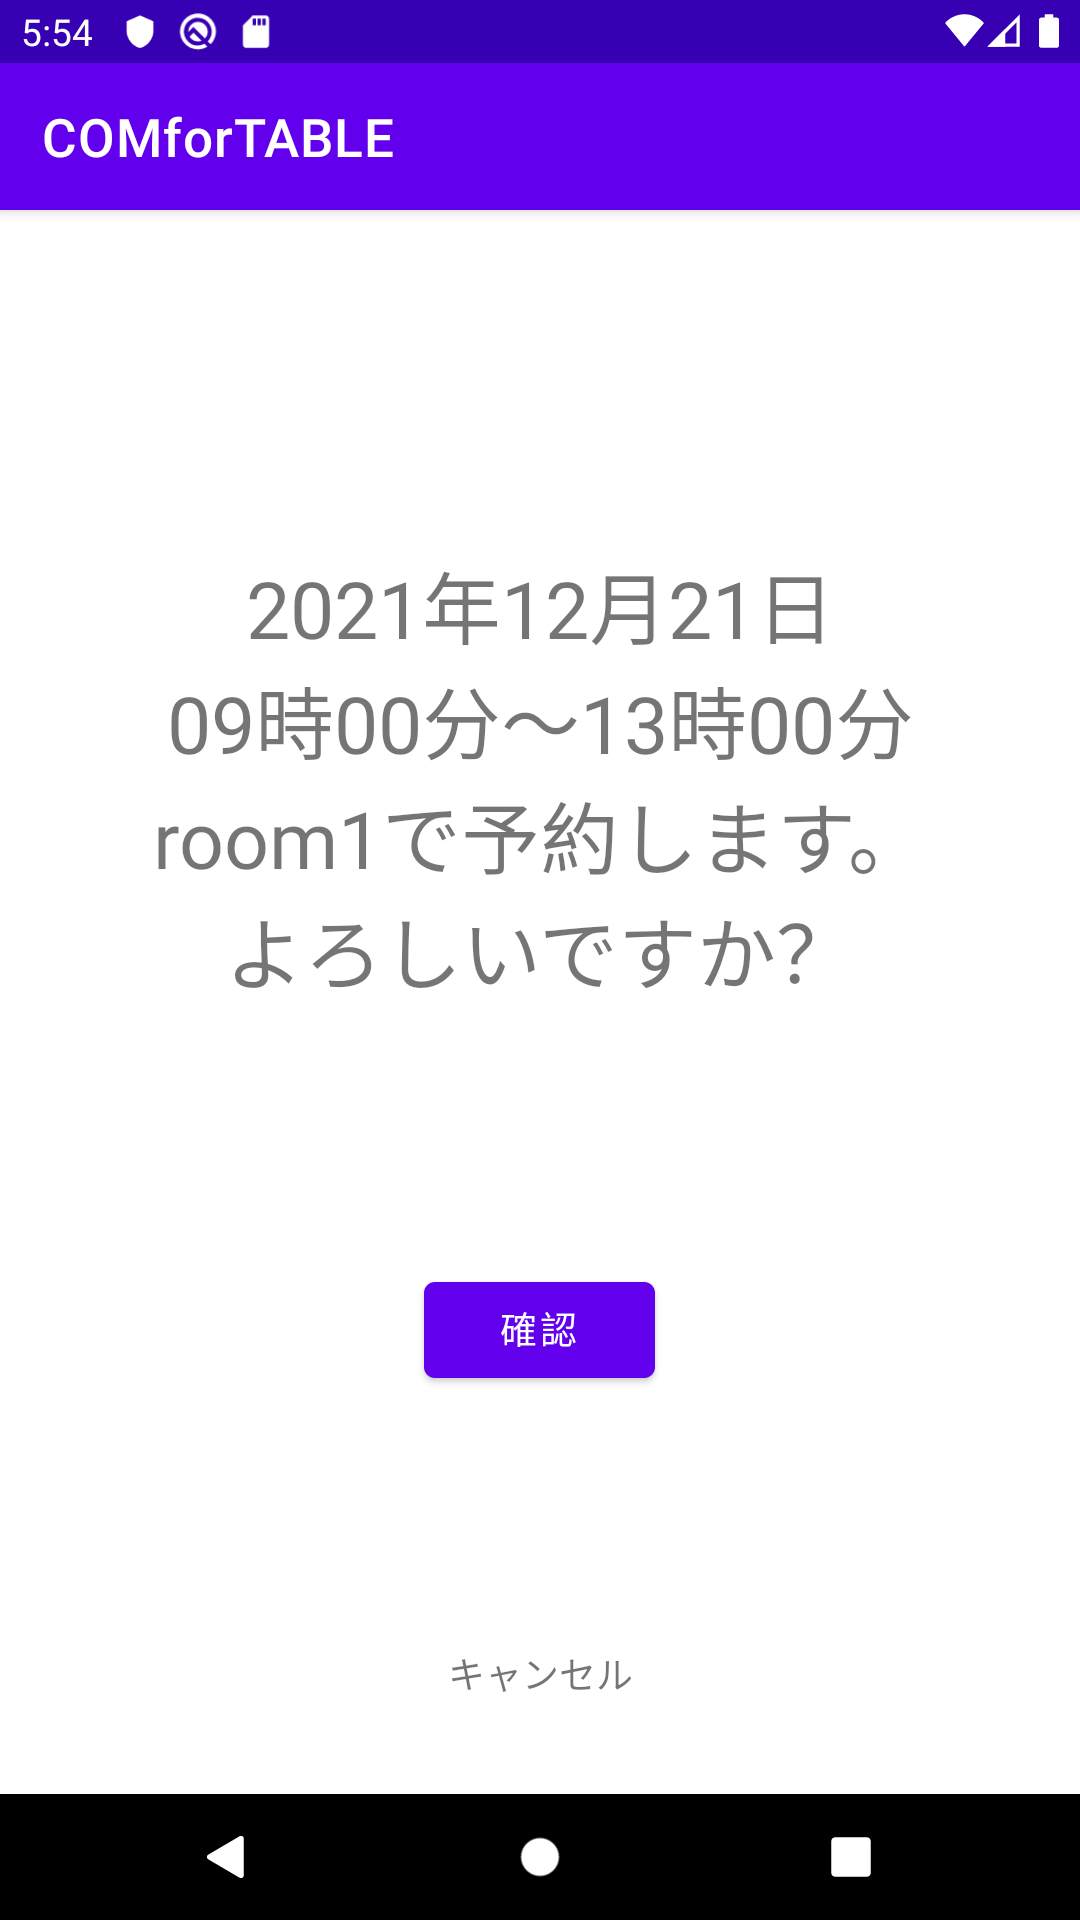 5:54
COMforTABLE
2021年12月21日
09時00分～13時00分
room1で予約します。
よろしいですか?
確認
キャンセル